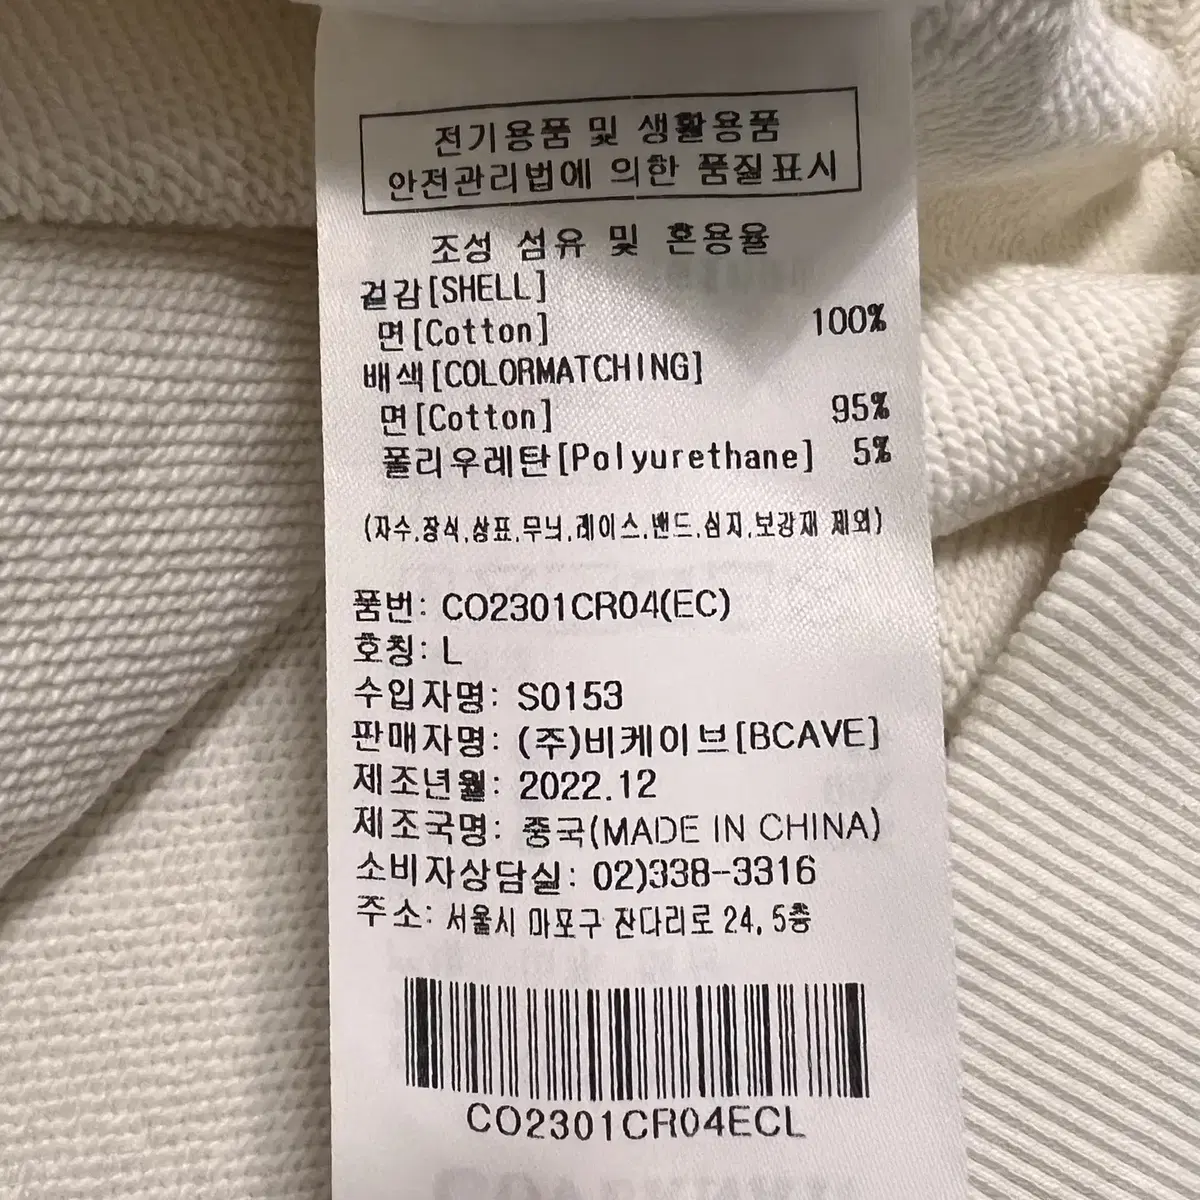 전기용품 및 생활용품
안전관리법에 의한 품질표시
조성 섬유 및 혼용율
겉감[SHELL]
면[Cotton] 100%
배색[COLORMATCHING]
면[Cotton] 95%
폴리우레탄[Polyurethane] 5%
(자수,장식,상표,무늬,레이스,밴드,심지,보강재 제외)
품번: CO2301CR04(EC)
호칭: L
수입자명: S0153
판매자명: (주)비케이브[BCAVE]
제조년월: 2022.12
제조국명: 중국(MADE IN CHINA)
소비자상담실: 02)338-3316
주소: 서울시 마포구 잔다리로 24, 5층
CO2301CR04ECL